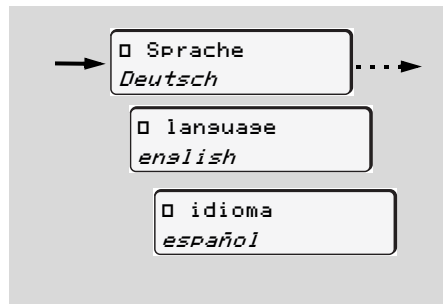 □ Sprache
Deutsch
□ language
english
□ idioma
español